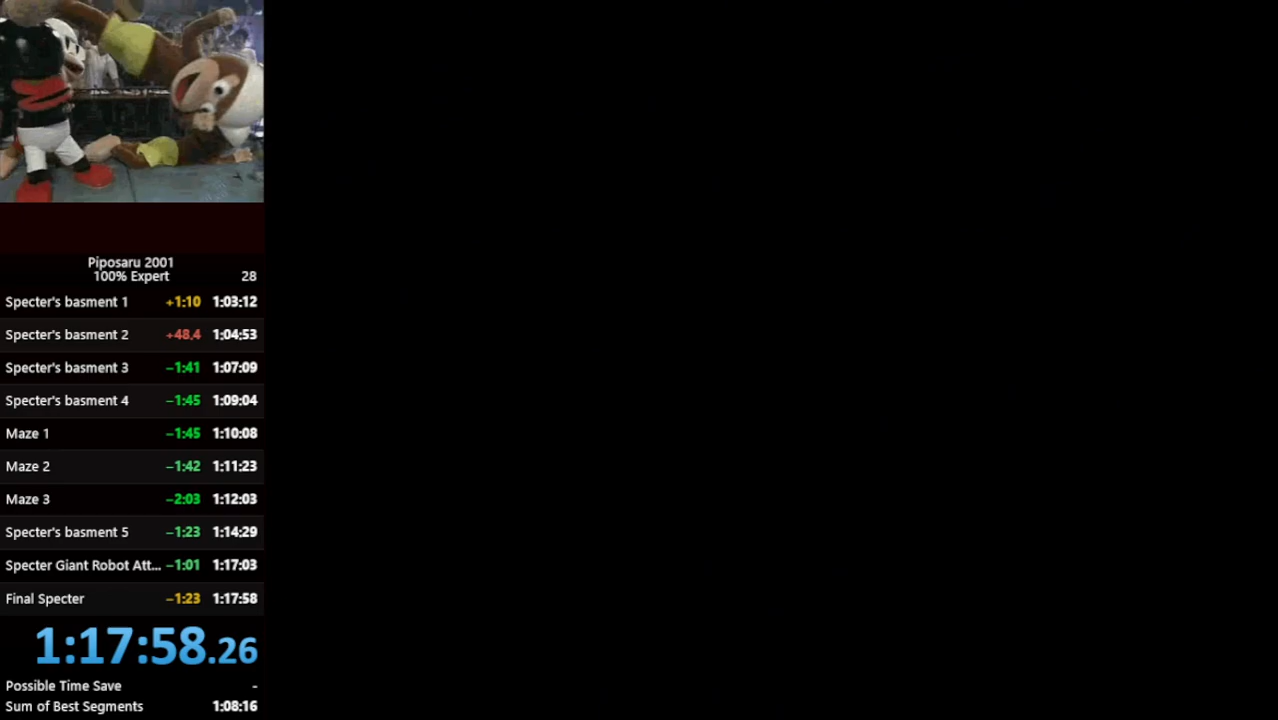 Piposaru 2001
100% Expert 28
Specter's basment 1 +1:10 1:03:12
Specter's basment 2 +48.4 1:04:53
Specter's basment 3 −1:41 1:07:09
Specter's basment 4 −1:45 1:09:04
Maze 1 −1:45 1:10:08
Maze 2 −1:42 1:11:23
Maze 3 −2:03 1:12:03
Specter's basment 5 −1:23 1:14:29
Specter Giant Robot Att... −1:01 1:17:03
Final Specter −1:23 1:17:58
1:17:58.26
Possible Time Save -
Sum of Best Segments 1:08:16